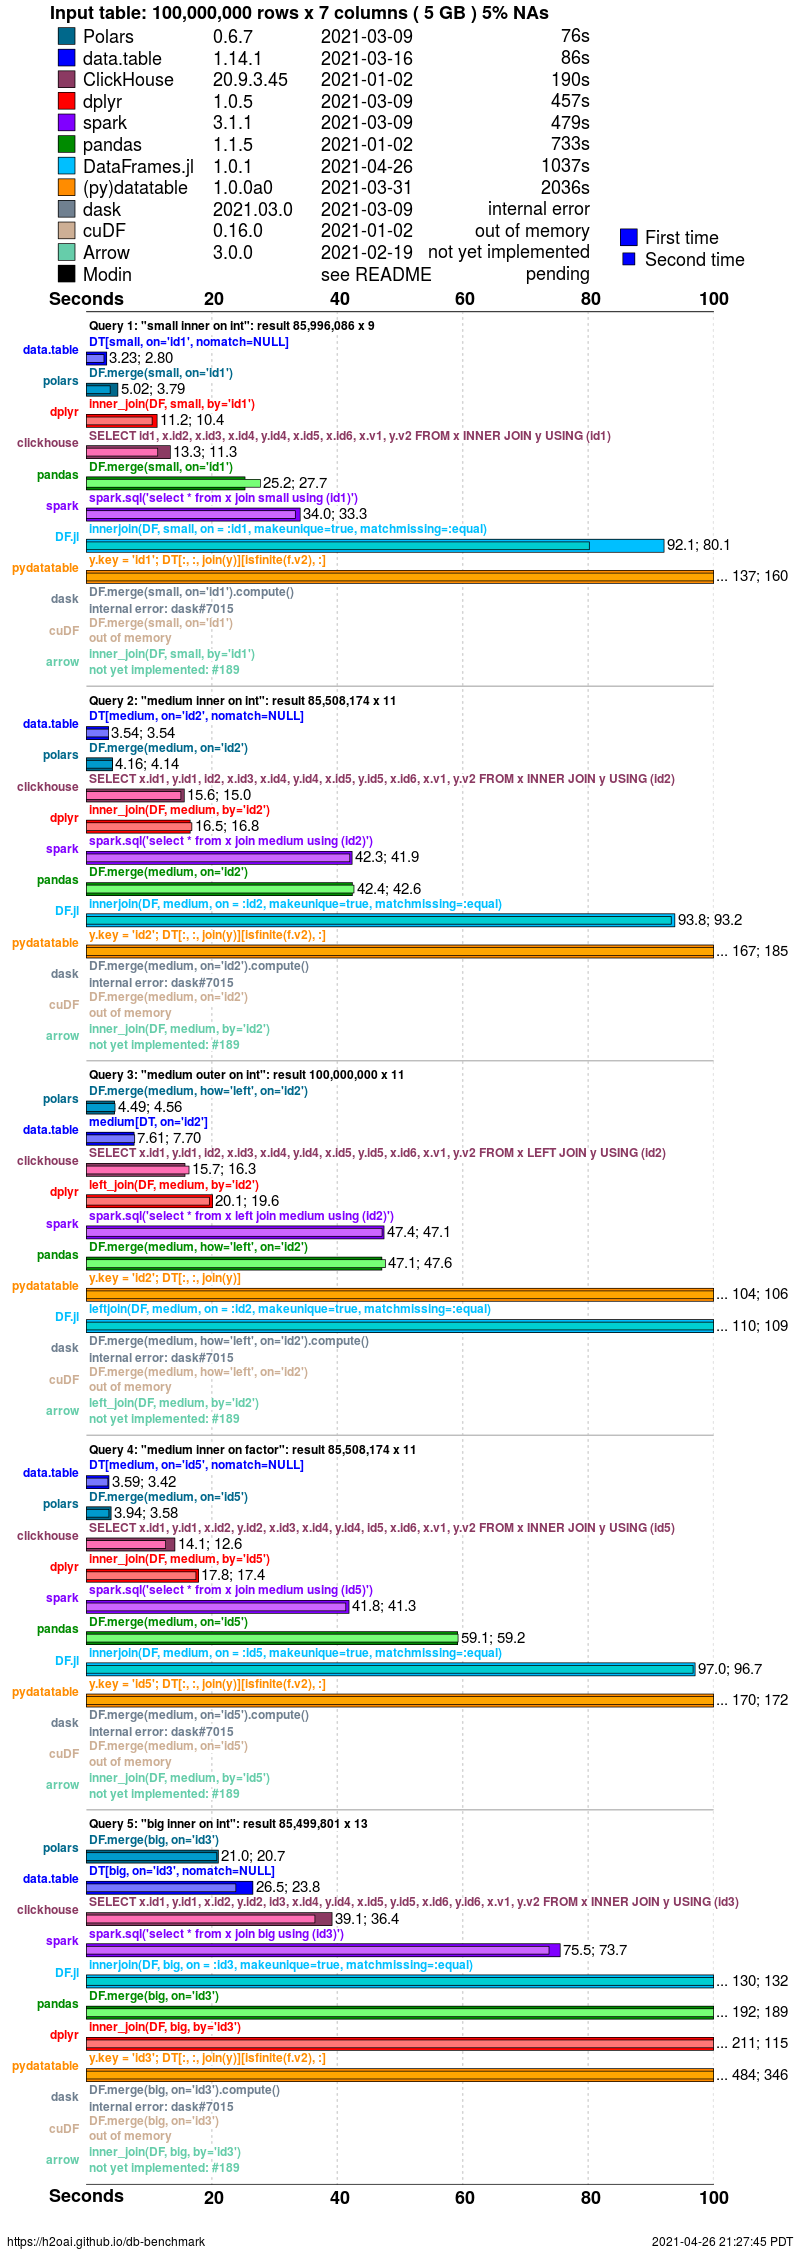 Input table: 100,000,000 rows x 7 columns ( 5 GB ) 5% NAs
Polars 0.6.7 2021-03-09 76s
data.table 1.14.1 2021-03-16 86s
ClickHouse 20.9.3.45 2021-01-02 190s
dplyr 1.0.5 2021-03-09 457s
spark 3.1.1 2021-03-09 479s
pandas 1.1.5 2021-01-02 733s
DataFrames.jl 1.0.1 2021-04-26 1037s
(py)datatable 1.0.0a0 2021-03-31 2036s
dask 2021.03.0 2021-03-09 internal error
cuDF 0.16.0 2021-01-02 out of memory
Arrow 3.0.0 2021-02-19 not yet implemented
Modin see README pending
First time
Second time
Seconds 20 40 60 80 100
Query 1: "small inner on int": result 85,996,086 x 9
DT[small, on='id1', nomatch=NULL]
data.table 3.23; 2.80
DF.merge(small, on='id1')
polars 5.02; 3.79
inner_join(DF, small, by='id1')
dplyr 11.2; 10.4
SELECT id1, x.id2, x.id3, x.id4, y.id4, x.id5, x.id6, x.v1, y.v2 FROM x INNER JOIN y USING (id1)
clickhouse 13.3; 11.3
DF.merge(small, on='id1')
pandas 25.2; 27.7
spark.sql('select * from x join small using (id1)')
spark 34.0; 33.3
innerjoin(DF, small, on = :id1, makeunique=true, matchmissing=:equal)
DF.jl 92.1; 80.1
y.key = 'id1'; DT[:, :, join(y)][isfinite(f.v2), :]
pydatatable ... 137; 160
DF.merge(small, on='id1').compute()
dask internal error: dask#7015
DF.merge(small, on='id1')
cuDF out of memory
inner_join(DF, small, by='id1')
arrow not yet implemented: #189
Query 2: "medium inner on int": result 85,508,174 x 11
DT[medium, on='id2', nomatch=NULL]
data.table 3.54; 3.54
DF.merge(medium, on='id2')
polars 4.16; 4.14
SELECT x.id1, y.id1, id2, x.id3, x.id4, y.id4, x.id5, y.id5, x.id6, x.v1, y.v2 FROM x INNER JOIN y USING (id2)
clickhouse 15.6; 15.0
inner_join(DF, medium, by='id2')
dplyr 16.5; 16.8
spark.sql('select * from x join medium using (id2)')
spark 42.3; 41.9
DF.merge(medium, on='id2')
pandas 42.4; 42.6
innerjoin(DF, medium, on = :id2, makeunique=true, matchmissing=:equal)
DF.jl 93.8; 93.2
y.key = 'id2'; DT[:, :, join(y)][isfinite(f.v2), :]
pydatatable ... 167; 185
DF.merge(medium, on='id2').compute()
dask internal error: dask#7015
DF.merge(medium, on='id2')
cuDF out of memory
inner_join(DF, medium, by='id2')
arrow not yet implemented: #189
Query 3: "medium outer on int": result 100,000,000 x 11
DF.merge(medium, how='left', on='id2')
polars 4.49; 4.56
medium[DT, on='id2']
data.table 7.61; 7.70
SELECT x.id1, y.id1, id2, x.id3, x.id4, y.id4, x.id5, y.id5, x.id6, x.v1, y.v2 FROM x LEFT JOIN y USING (id2)
clickhouse 15.7; 16.3
left_join(DF, medium, by='id2')
dplyr 20.1; 19.6
spark.sql('select * from x left join medium using (id2)')
spark 47.4; 47.1
DF.merge(medium, how='left', on='id2')
pandas 47.1; 47.6
y.key = 'id2'; DT[:, :, join(y)]
pydatatable ... 104; 106
leftjoin(DF, medium, on = :id2, makeunique=true, matchmissing=:equal)
DF.jl ... 110; 109
DF.merge(medium, how='left', on='id2').compute()
dask internal error: dask#7015
DF.merge(medium, how='left', on='id2')
cuDF out of memory
left_join(DF, medium, by='id2')
arrow not yet implemented: #189
Query 4: "medium inner on factor": result 85,508,174 x 11
DT[medium, on='id5', nomatch=NULL]
data.table 3.59; 3.42
DF.merge(medium, on='id5')
polars 3.94; 3.58
SELECT x.id1, y.id1, x.id2, y.id2, x.id3, x.id4, y.id4, id5, x.id6, x.v1, y.v2 FROM x INNER JOIN y USING (id5)
clickhouse 14.1; 12.6
inner_join(DF, medium, by='id5')
dplyr 17.8; 17.4
spark.sql('select * from x join medium using (id5)')
spark 41.8; 41.3
DF.merge(medium, on='id5')
pandas 59.1; 59.2
innerjoin(DF, medium, on = :id5, makeunique=true, matchmissing=:equal)
DF.jl 97.0; 96.7
y.key = 'id5'; DT[:, :, join(y)][isfinite(f.v2), :]
pydatatable ... 170; 172
DF.merge(medium, on='id5').compute()
dask internal error: dask#7015
DF.merge(medium, on='id5')
cuDF out of memory
inner_join(DF, medium, by='id5')
arrow not yet implemented: #189
Query 5: "big inner on int": result 85,499,801 x 13
DF.merge(big, on='id3')
polars 21.0; 20.7
DT[big, on='id3', nomatch=NULL]
data.table 26.5; 23.8
SELECT x.id1, y.id1, x.id2, y.id2, id3, x.id4, y.id4, x.id5, y.id5, x.id6, y.id6, x.v1, y.v2 FROM x INNER JOIN y USING (id3)
clickhouse 39.1; 36.4
spark.sql('select * from x join big using (id3)')
spark 75.5; 73.7
innerjoin(DF, big, on = :id3, makeunique=true, matchmissing=:equal)
DF.jl ... 130; 132
DF.merge(big, on='id3')
pandas ... 192; 189
inner_join(DF, big, by='id3')
dplyr ... 211; 115
y.key = 'id3'; DT[:, :, join(y)][isfinite(f.v2), :]
pydatatable ... 484; 346
DF.merge(big, on='id3').compute()
dask internal error: dask#7015
DF.merge(big, on='id3')
cuDF out of memory
inner_join(DF, big, by='id3')
arrow not yet implemented: #189
Seconds 20 40 60 80 100
https://h2oai.github.io/db-benchmark 2021-04-26 21:27:45 PDT